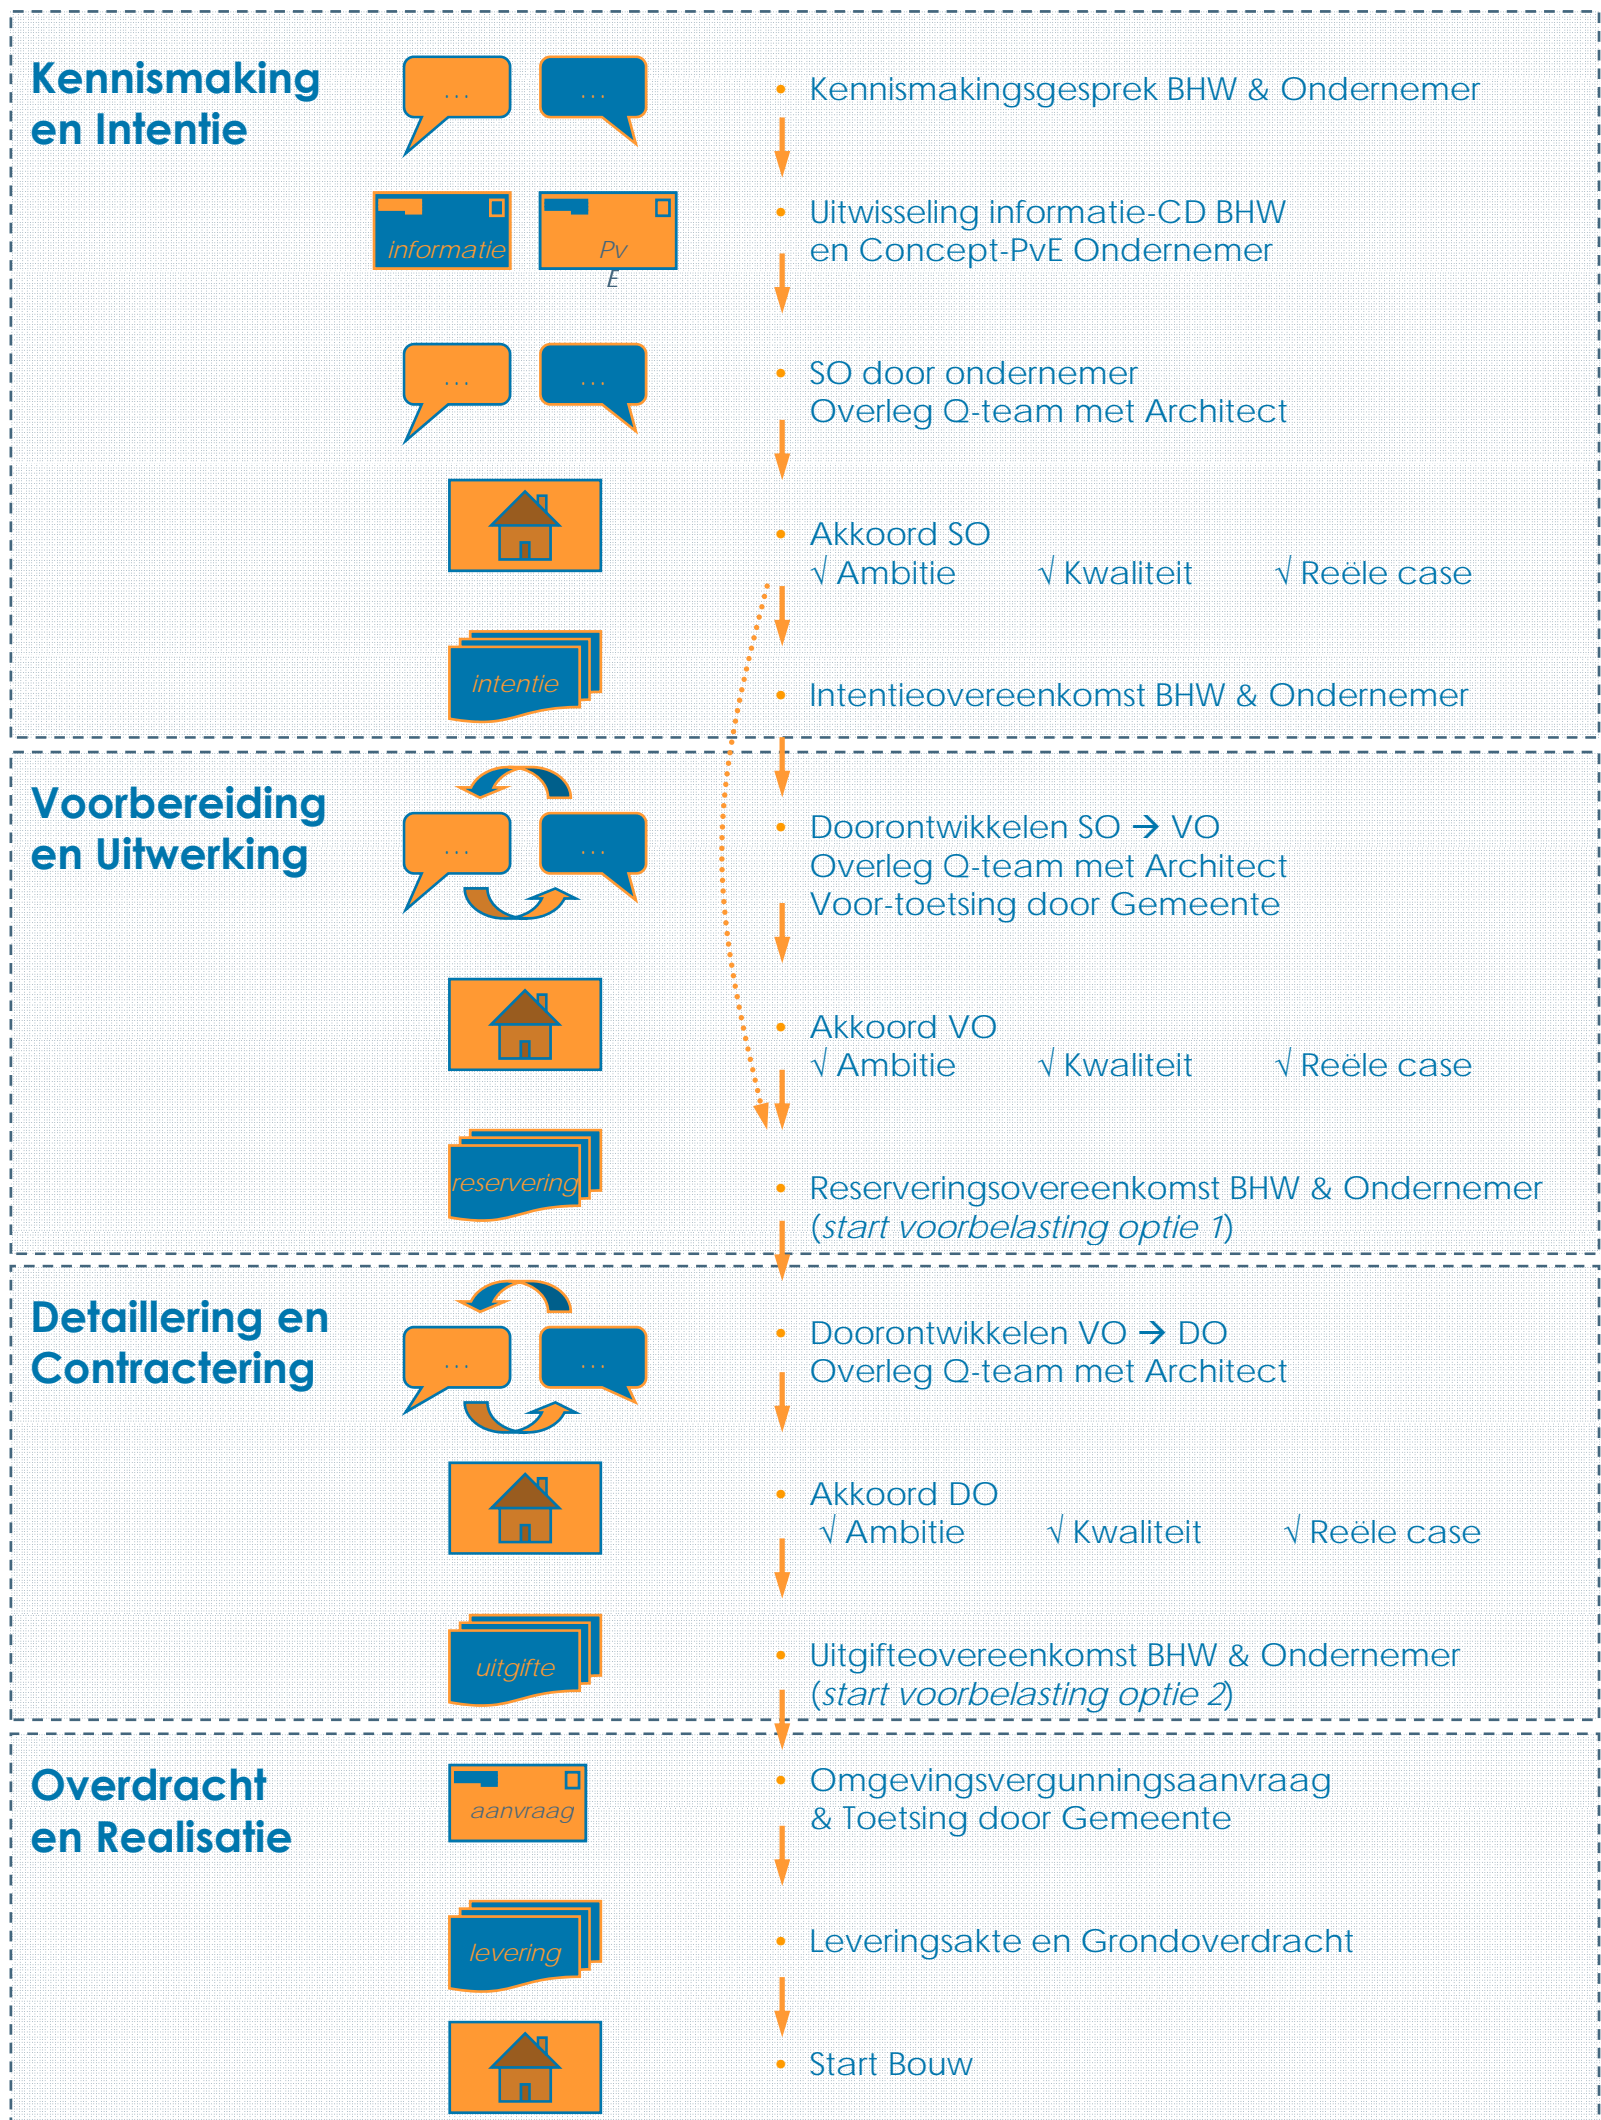 Kennismaking
en Intentie
...
...
• Kennismakingsgesprek BHW & Ondernemer
informatie
Pv
E
• Uitwisseling informatie-CD BHW
en Concept-PvE Ondernemer
...
...
• SO door ondernemer
Overleg Q-team met Architect
• Akkoord SO
√ Ambitie √ Kwaliteit √ Reële case
intentie
• Intentieovereenkomst BHW & Ondernemer
Voorbereiding
en Uitwerking
...
...
• Doorontwikkelen SO → VO
Overleg Q-team met Architect
Voor-toetsing door Gemeente
• Akkoord VO
√ Ambitie √ Kwaliteit √ Reële case
reservering
• Reserveringsovereenkomst BHW & Ondernemer
(start voorbelasting optie 1)
Detaillering en
Contractering
...
...
• Doorontwikkelen VO → DO
Overleg Q-team met Architect
• Akkoord DO
√ Ambitie √ Kwaliteit √ Reële case
uitgifte
• Uitgifteovereenkomst BHW & Ondernemer
(start voorbelasting optie 2)
Overdracht
en Realisatie
aanvraag
• Omgevingsvergunningsaanvraag
& Toetsing door Gemeente
levering
• Leveringsakte en Grondoverdracht
• Start Bouw